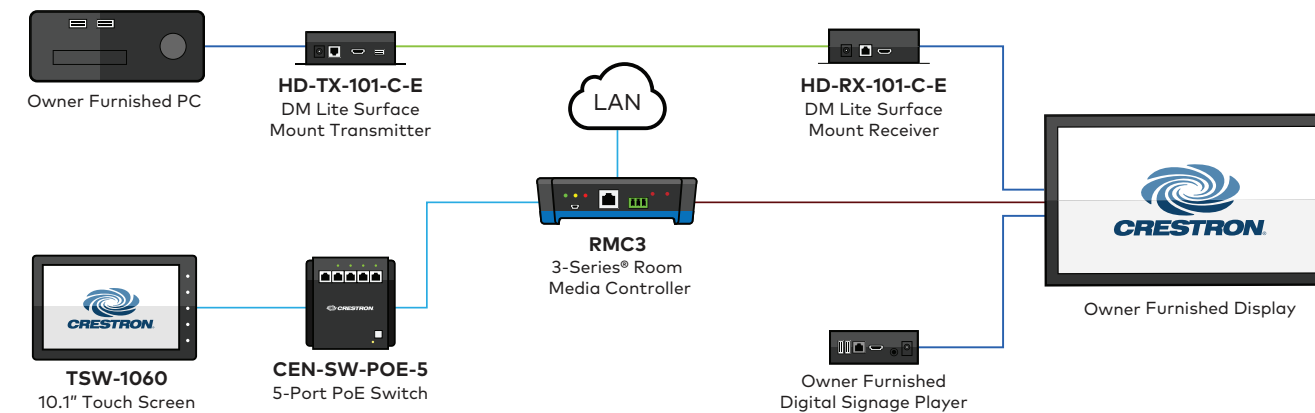 Owner Furnished PC
HD-TX-101-C-E
DM Lite Surface
Mount Transmitter
LAN
HD-RX-101-C-E
DM Lite Surface
Mount Receiver
CRESTRON
Owner Furnished Display
RMC3
3-Series® Room
Media Controller
CRESTRON
TSW-1060
10.1" Touch Screen
CRESTRON
CEN-SW-POE-5
5-Port PoE Switch
Owner Furnished
Digital Signage Player